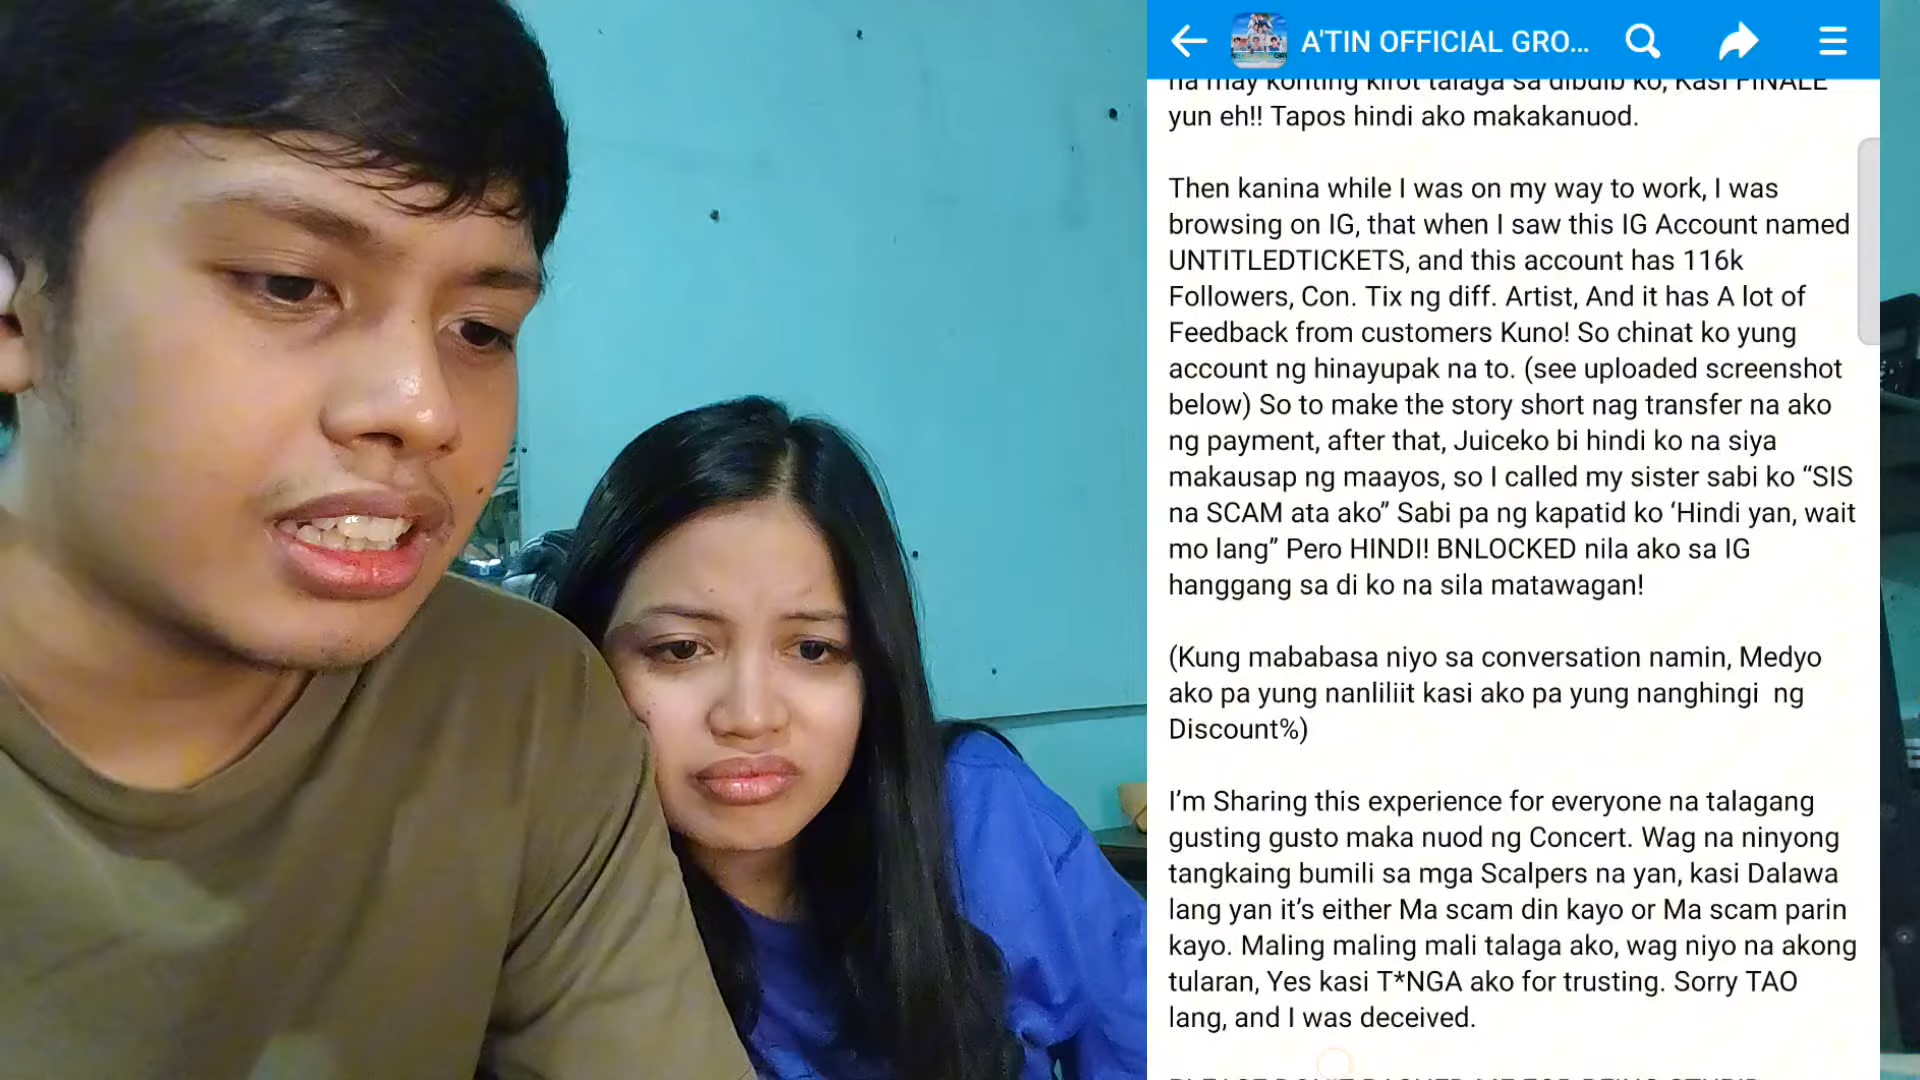 A'TIN OFFICIAL GRO...
na may konting kirot talaga sa dibdib ko, Kasi FINALE
yun eh!! Tapos hindi ako makakanuod.
Then kanina while I was on my way to work, I was
browsing on IG, that when I saw this IG Account named
UNTITLEDTICKETS, and this account has 116k
Followers, Con. Tix ng diff. Artist, And it has A lot of
Feedback from customers Kuno! So chinat ko yung
account ng hinayupak na to. (see uploaded screenshot
below) So to make the story short nag transfer na ako
ng payment, after that, Juiceko bi hindi ko na siya
makausap ng maayos, so I called my sister sabi ko “SIS
na SCAM ata ako” Sabi pa ng kapatid ko ‘Hindi yan, wait
mo lang” Pero HINDI! BNLOCKED nila ako sa IG
hanggang sa di ko na sila matawagan!
(Kung mababasa niyo sa conversation namin, Medyo
ako pa yung nanliliit kasi ako pa yung nanghingi ng
Discount%)
I’m Sharing this experience for everyone na talagang
gusting gusto maka nuod ng Concert. Wag na ninyong
tangkaing bumili sa mga Scalpers na yan, kasi Dalawa
lang yan it’s either Ma scam din kayo or Ma scam parin
kayo. Maling maling mali talaga ako, wag niyo na akong
tularan, Yes kasi T*NGA ako for trusting. Sorry TAO
lang, and I was deceived.